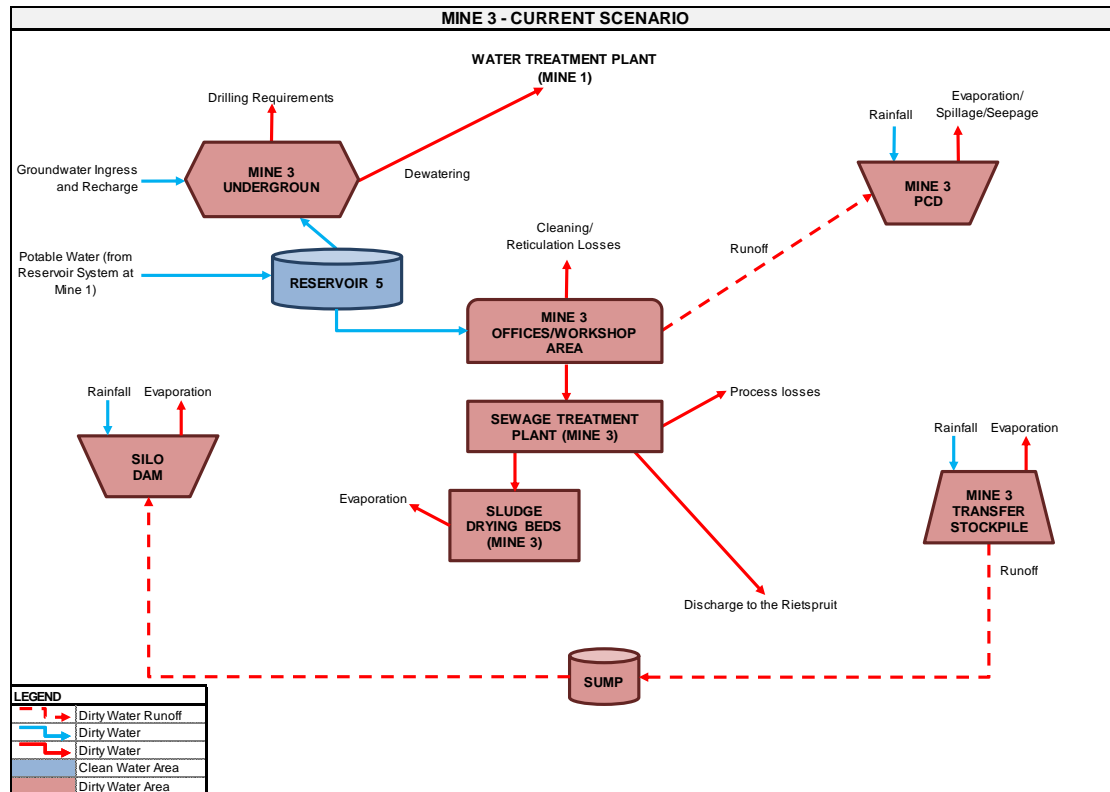 MINE 3 - CURRENT SCENARIO
WATER TREATMENT PLANT
(MINE 1)
Drilling Requirements
Evaporation/
Spillage/Seepage
Rainfall
Groundwater Ingress
and Recharge
MINE 3
UNDERGROUN
Dewatering
MINE 3
PCD
Cleaning/
Reticulation Losses
Runoff
Potable Water (from
Reservoir System at
Mine 1)
RESERVOIR 5
MINE 3
OFFICES/WORKSHOP
AREA
Rainfall
Evaporation
Process losses
SEWAGE TREATMENT
PLANT (MINE 3)
Rainfall
Evaporation
SILO
DAM
Evaporation
SLUDGE
DRYING BEDS
(MINE 3)
MINE 3
TRANSFER
STOCKPILE
Runoff
Discharge to the Rietspruit
SUMP
LEGEND
Dirty Water Runoff
Dirty Water
Dirty Water
Clean Water Area
Dirty Water Area